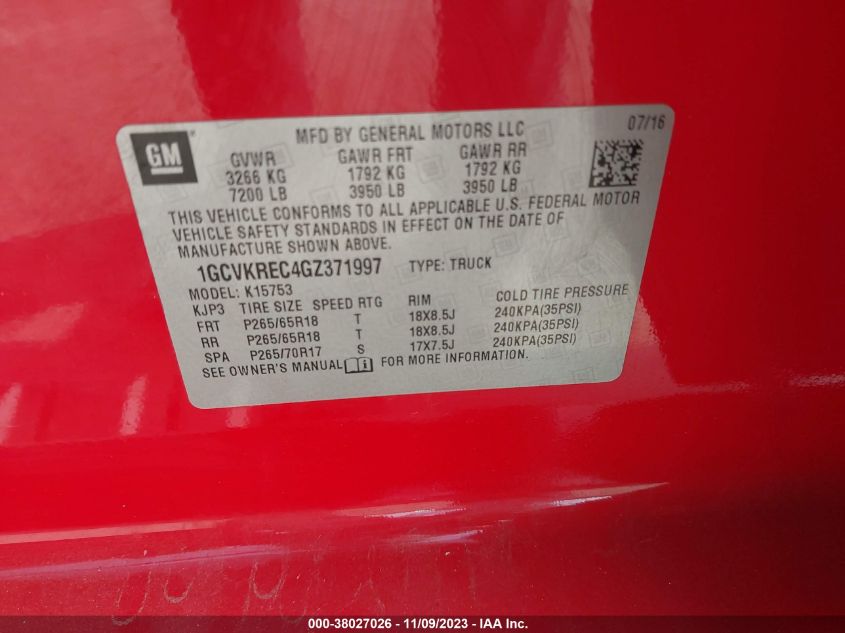 GM
MFD BY GENERAL MOTORS LLC 07/16
GVWR GAWR FRT GAWR RR
3266 KG 1792 KG 1792 KG
7200 LB 3950 LB 3950 LB
THIS VEHICLE CONFORMS TO ALL APPLICABLE U.S. FEDERAL MOTOR
VEHICLE SAFETY STANDARDS IN EFFECT ON THE DATE OF
MANUFACTURE SHOWN ABOVE.
1GCVKREC4GZ371997 TYPE: TRUCK
MODEL: K15753
KJP3 TIRE SIZE SPEED RTG RIM COLD TIRE PRESSURE
FRT P265/65R18 T 18X8.5J 240KPA(35PSI)
RR P265/65R18 T 18X8.5J 240KPA(35PSI)
SPA P265/70R17 S 17X7.5J 240KPA(35PSI)
SEE OWNER'S MANUAL FOR MORE INFORMATION.
000-38027026 - 11/09/2023 - IAA Inc.